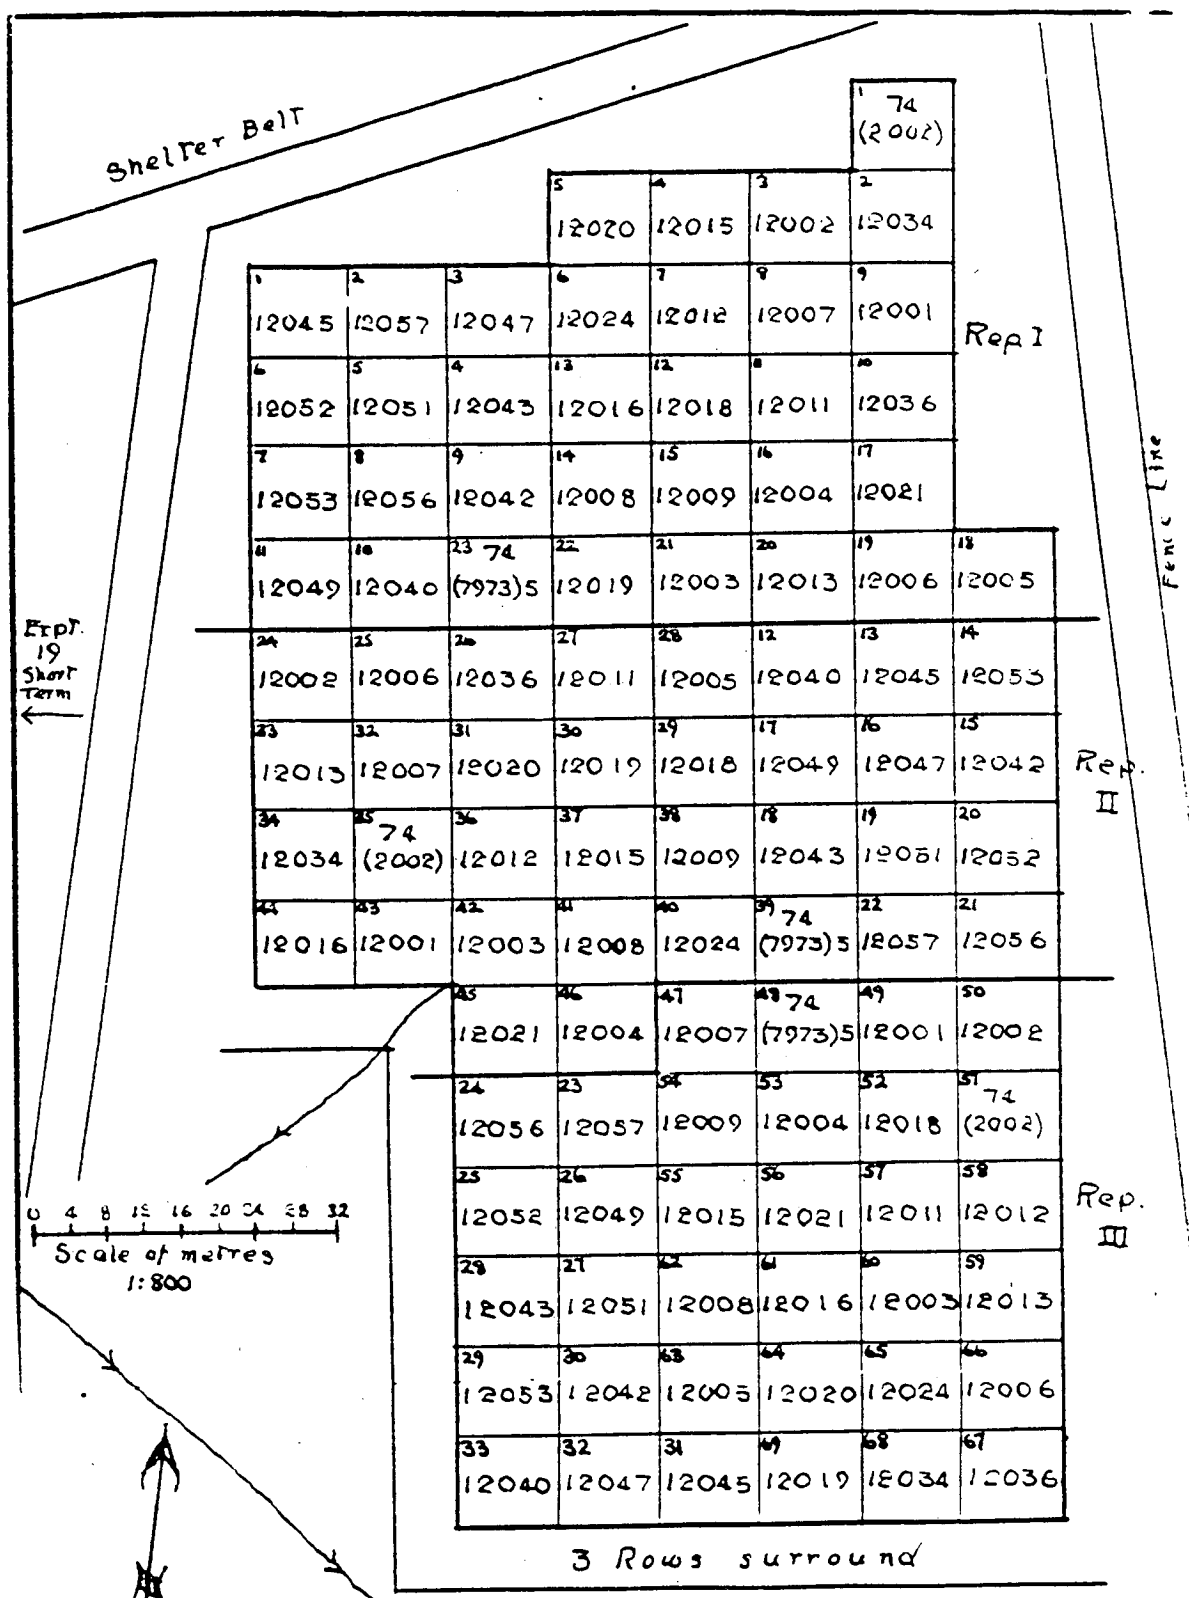 Shelter Belt
1
74
(2002)
5 4 3 2
12020 12015 12002 12034
1 2 3 6 7 8 9
12045 12057 12047 12024 12012 12007 12001
Rep I
6 5 4 13 12 11 10
12052 12051 12043 12016 12018 12011 12036
7 8 9 14 15 16 17
12053 12056 12042 12008 12009 12004 12021
Fence Line
11 10 23 74 22 21 20 19 18
12049 12040 (7973)5 12019 12003 12013 12006 12005
Expt.
19
Short
Term
24 25 26 27 28 12 13 14
12002 12006 12036 12011 12005 12040 12045 12053
33 32 31 30 29 17 16 15
12013 12007 12020 12019 12018 12049 12047 12042
Rep.
II
34 35 74 36 37 38 18 19 20
12034 (2002) 12012 12015 12009 12043 12051 12052
44 43 42 41 40 39 74 22 21
12016 12001 12003 12008 12024 (7973)5 12057 12056
45 46 47 48 74 49 50
12021 12004 12007 (7973)5 12001 12002
24 23 54 53 52 51 74
12056 12057 12009 12004 12018 (2002)
25 26 55 56 57 58
12052 12049 12015 12021 12011 12012
Rep.
III
0 4 8 12 16 20 24 28 32
Scale of metres
1:800
28 27 62 61 60 59
12043 12051 12008 12016 12003 12013
29 30 63 64 65 66
12053 12042 12005 12020 12024 12006
33 32 31 69 68 67
12040 12047 12045 12019 12034 12036
3 Rows surround